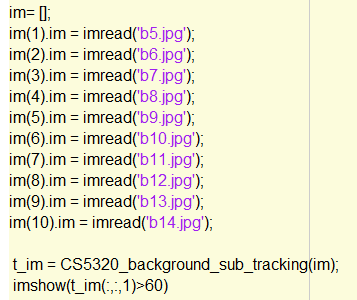 im= [];
im(1).im = imread('b5.jpg');
im(2).im = imread('b6.jpg');
im(3).im = imread('b7.jpg');
im(4).im = imread('b8.jpg');
im(5).im = imread('b9.jpg');
im(6).im = imread('b10.jpg');
im(7).im = imread('b11.jpg');
im(8).im = imread('b12.jpg');
im(9).im = imread('b13.jpg');
im(10).im = imread('b14.jpg');
t_im = CS5320_background_sub_tracking(im);
imshow(t_im(:,:,1)>60)